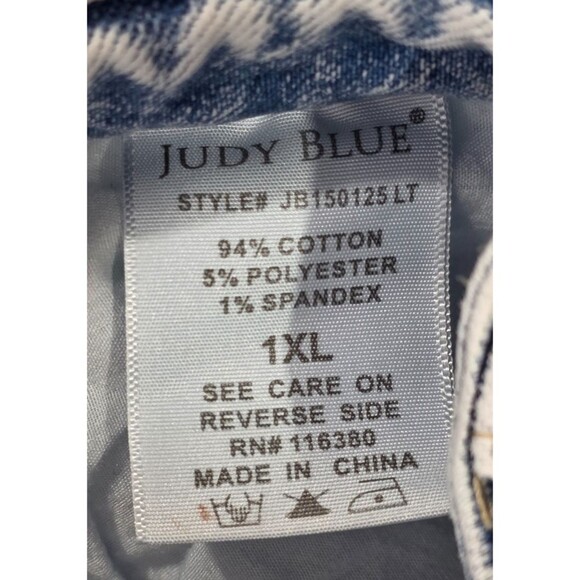 JUDY BLUE®
STYLE# JB150125 LT
94% COTTON
5% POLYESTER
1% SPANDEX
1XL
SEE CARE ON
REVERSE SIDE
RN# 116380
MADE IN CHINA